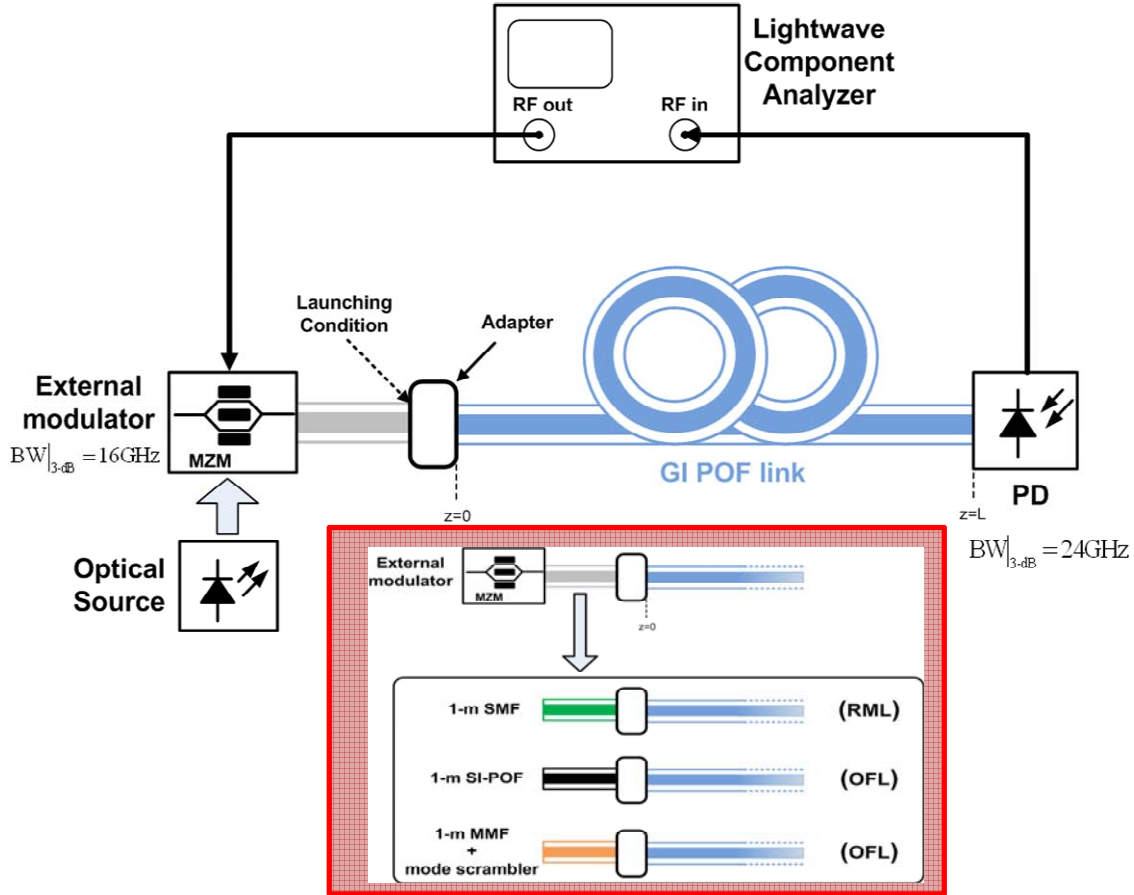 Lightwave
Component
Analyzer
RF out
RF in
Launching
Condition
Adapter
External
modulator
BW|3-dB = 16GHz
MZM
GI POF link
PD
z=0
z=L
BW|3-dB = 24GHz
Optical
Source
External
modulator
MZM
z=0
1-m SMF
(RML)
1-m SI-POF
(OFL)
1-m MMF
+
mode scrambler
(OFL)